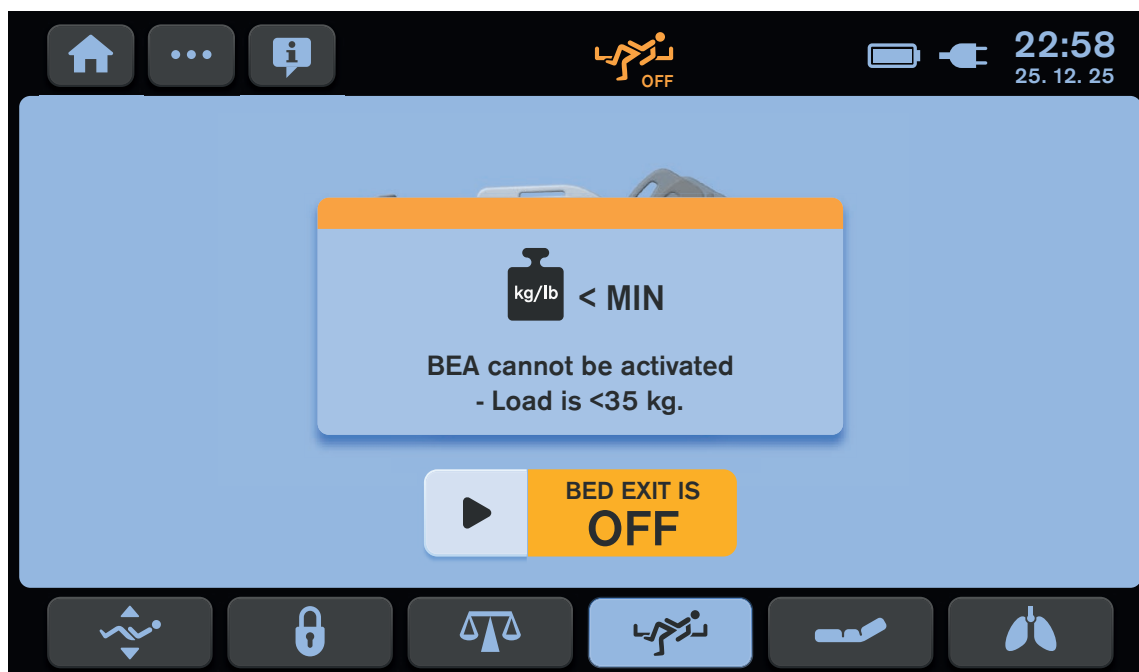 OFF
22:58
25. 12. 25
kg/lb
< MIN
BEA cannot be activated
- Load is <35 kg.
BED EXIT IS
OFF